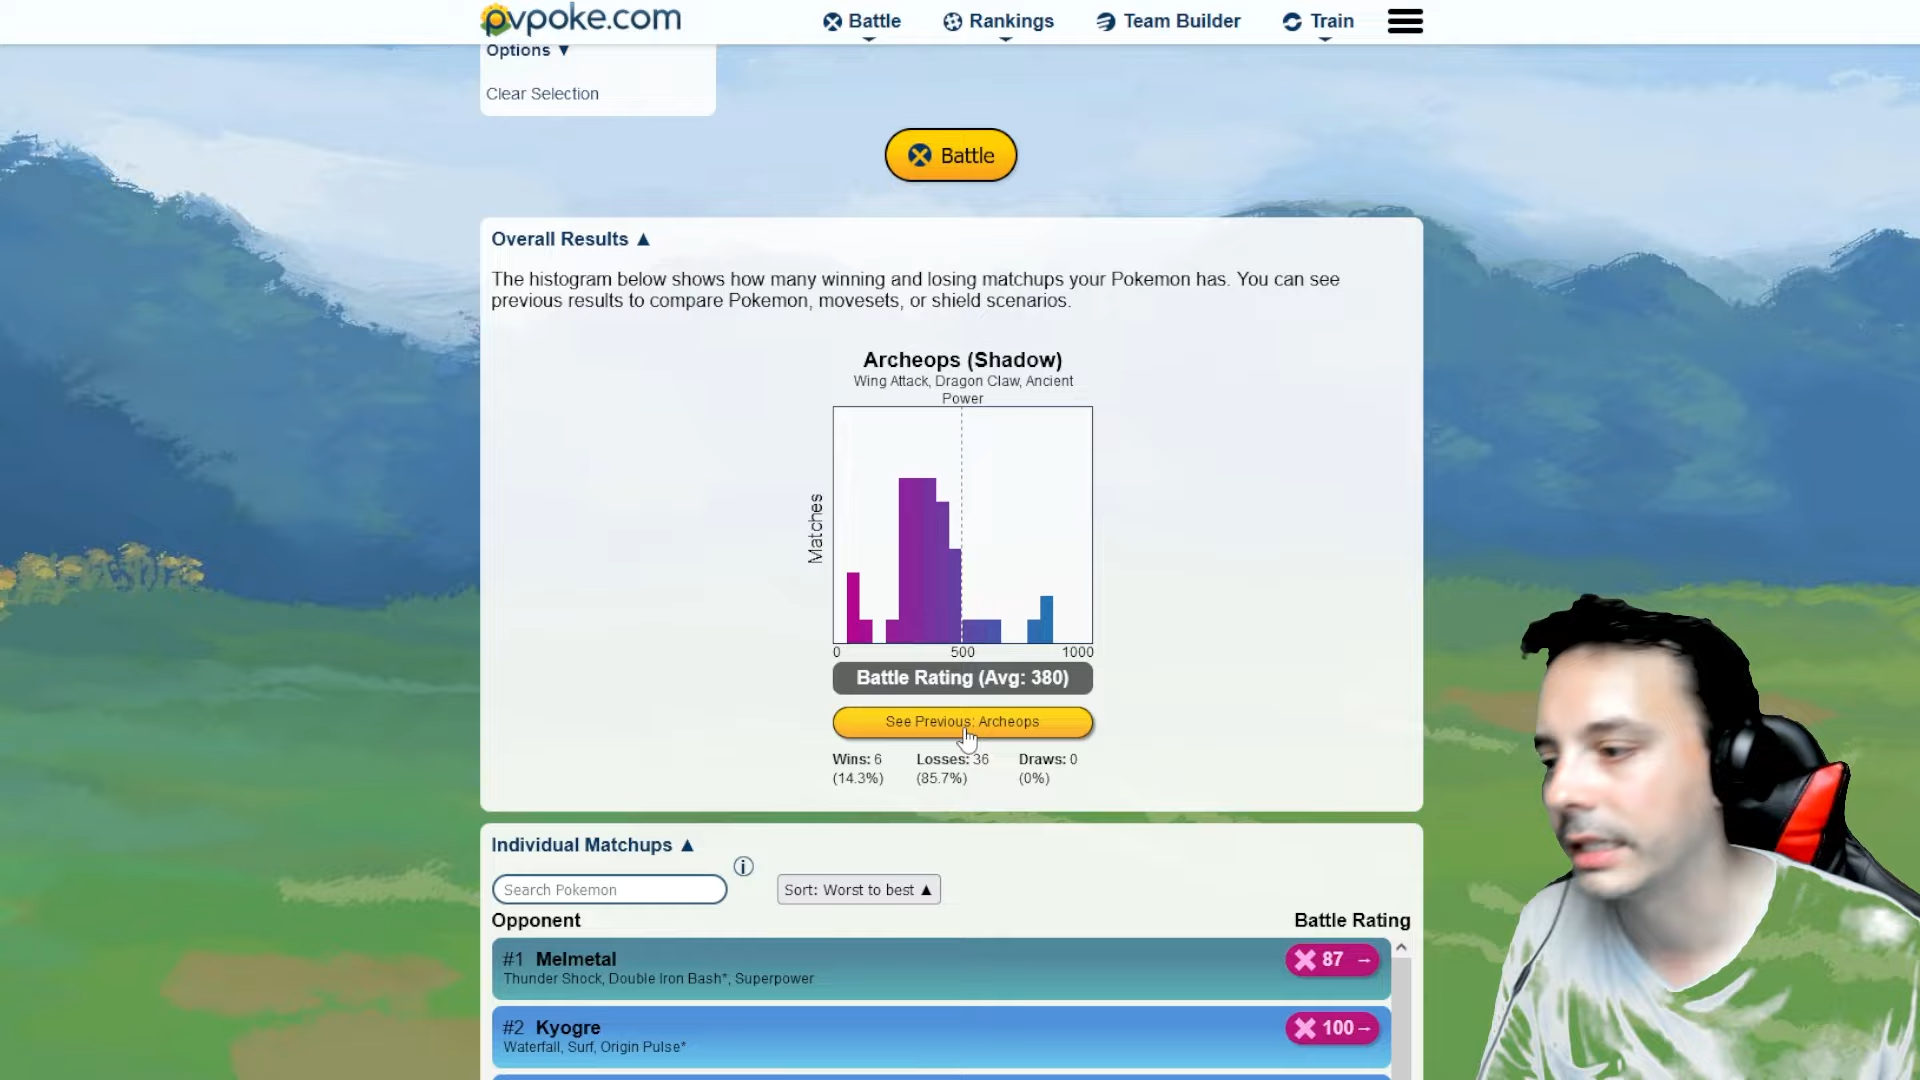 pvpoke.com
Battle
Rankings
Team Builder
Train
Options ▼
Clear Selection
Battle
Overall Results ▲
The histogram below shows how many winning and losing matchups your Pokemon has. You can see
previous results to compare Pokemon, movesets, or shield scenarios.
Archeops (Shadow)
Wing Attack, Dragon Claw, Ancient
Power
Matches
0 500 1000
Battle Rating (Avg: 380)
See Previous: Archeops
Wins: 6 Losses: 36 Draws: 0
(14.3%) (85.7%) (0%)
Individual Matchups ▲
i
Search Pokemon
Sort: Worst to best ▲
Opponent Battle Rating
#1 Melmetal 87 →
Thunder Shock, Double Iron Bash*, Superpower
#2 Kyogre 100 →
Waterfall, Surf, Origin Pulse*